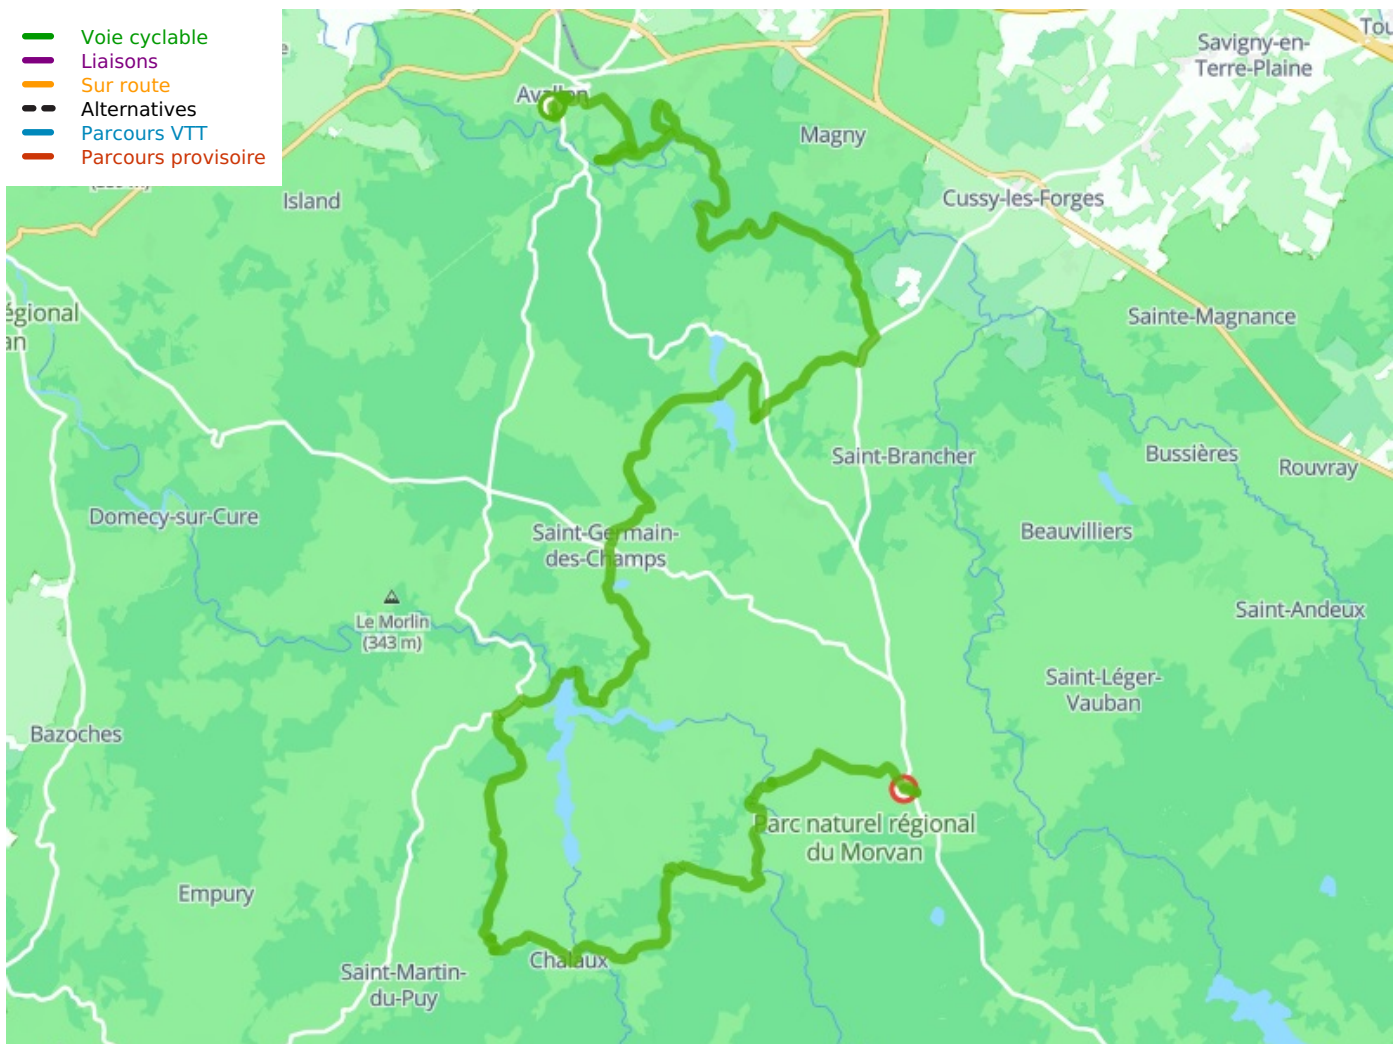 Voie cyclable
Liaisons
Sur route
Alternatives
Parcours VTT
Parcours provisoire
Tou
Savigny-en-
Terre-Plaine
Avallon
Magny
Island
Cussy-les-Forges
égional
an
Sainte-Magnance
Saint-Brancher
Bussières
Rouvray
Domecy-sur-Cure
Saint-Germain-
des-Champs
Beauvilliers
Le Morlin
(343 m)
Saint-Andeux
Saint-Léger-
Vauban
Bazoches
Parc naturel régional
du Morvan
Empury
Chalaux
Saint-Martin-
du-Puy